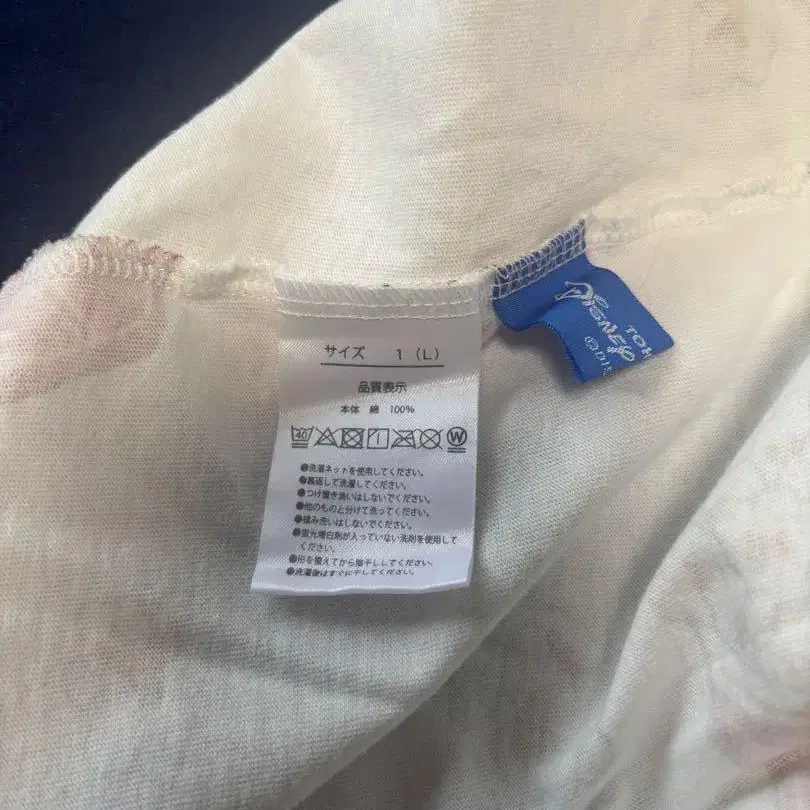 サイズ 1 (L)
品質表示
本体 綿 100%
40
W
●洗濯ネットを使用してください。
●裏返して洗濯してください。
●つけ置き洗いはしないでください。
●他のものと分けて洗ってください。
●揉み洗いはしないでください。
●蛍光増白剤が入っていない洗剤を使用して
ください。
●形を整えてから陰干ししてください。
●洗濯後はすぐに干してください。
TOK
DISNEY
©DIS